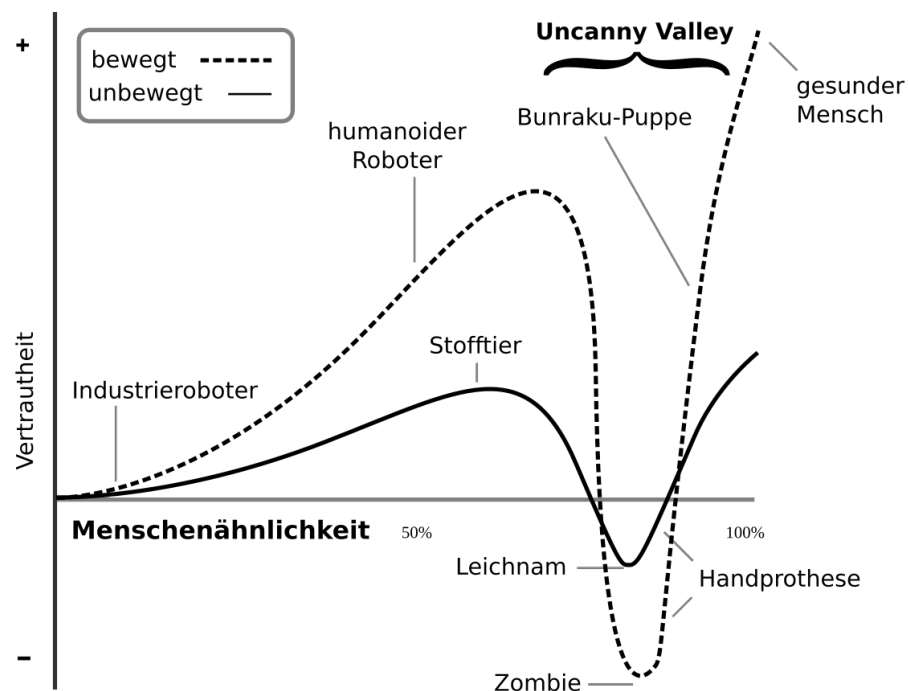 +
Uncanny Valley
bewegt
unbewegt
gesunder
Mensch
Bunraku-Puppe
humanoider
Roboter
Stofftier
Industrieroboter
Vertrautheit
Menschenähnlichkeit
50%
100%
Leichnam
Handprothese
–
Zombie